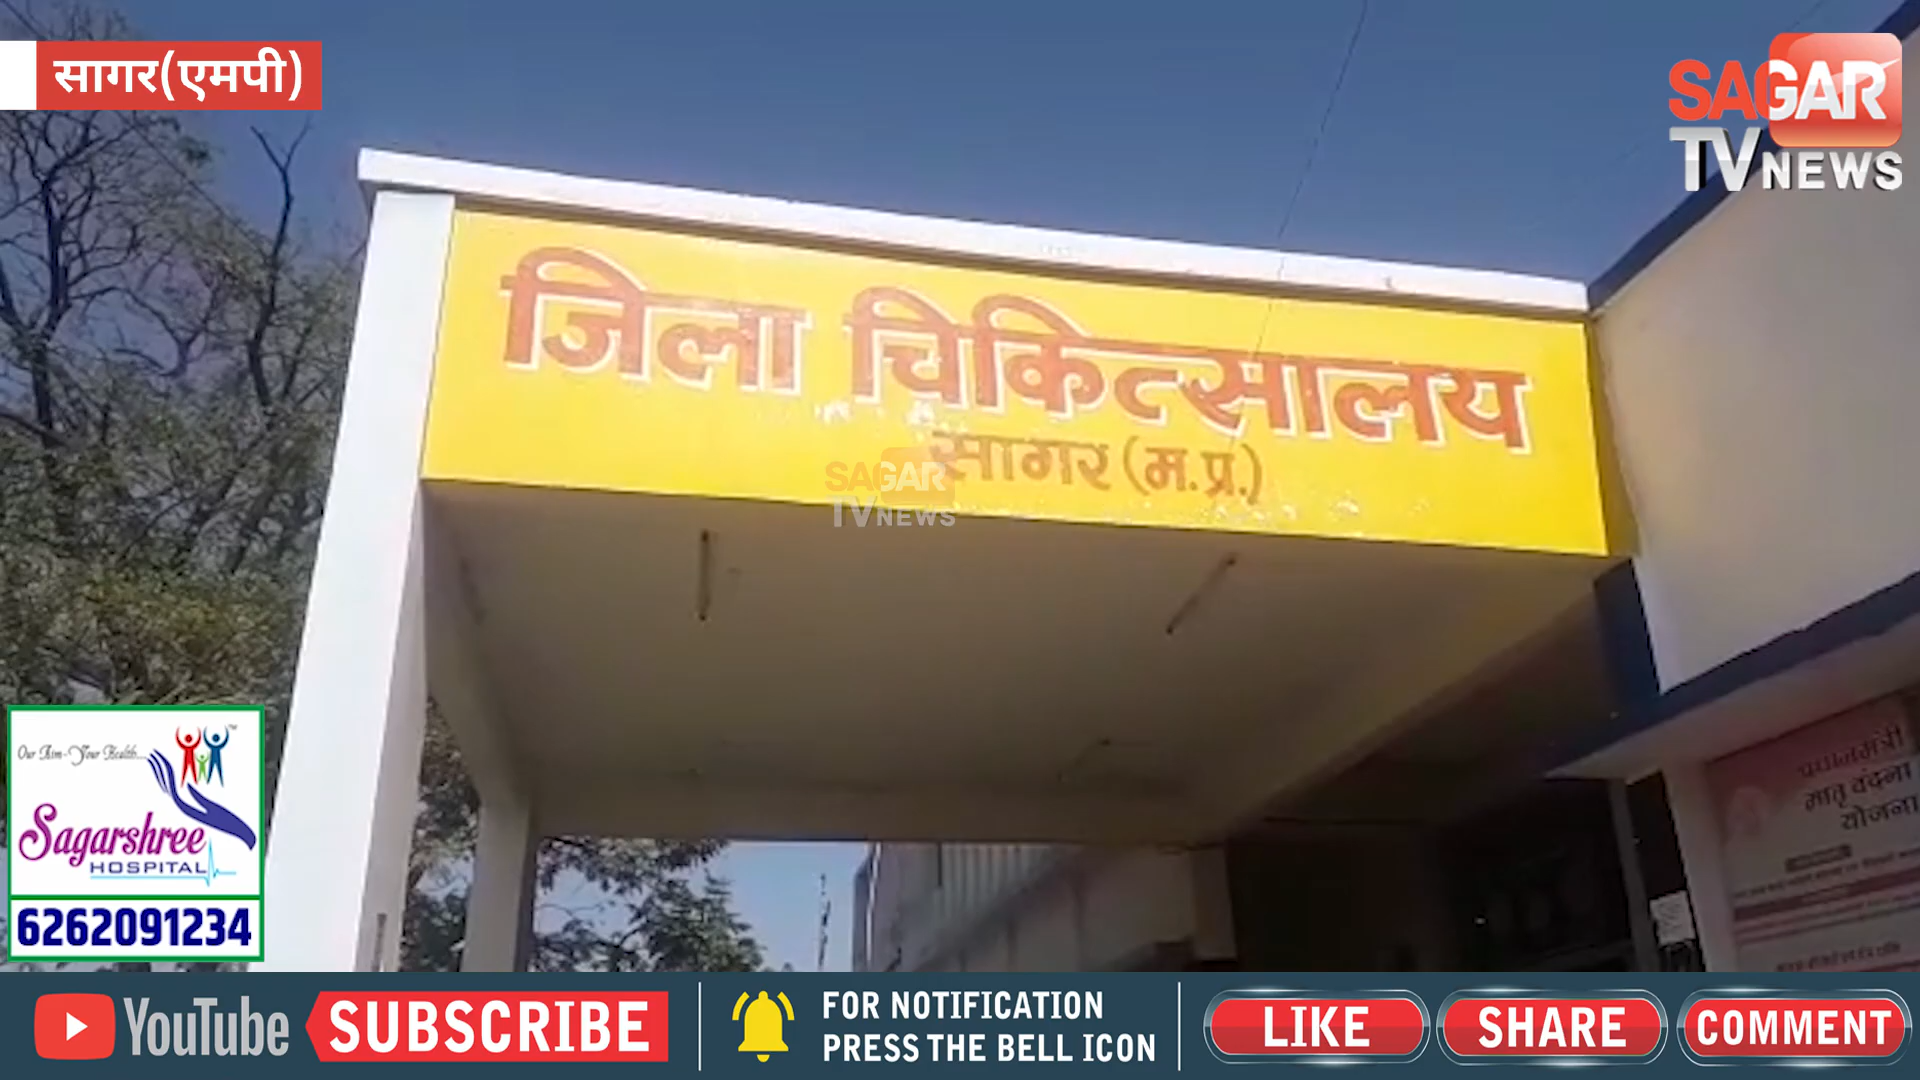 सागर(एमपी)
SAGAR
TV NEWS
जिला चिकित्सालय
सागर (म.प्र.)
SAGAR
TV NEWS
प्रधानमंत्री
मातृ वंदना
योजना
Our Aim-Your Health...
Sagarshree
HOSPITAL
6262091234
YouTube SUBSCRIBE
FOR NOTIFICATION
PRESS THE BELL ICON
LIKE SHARE COMMENT